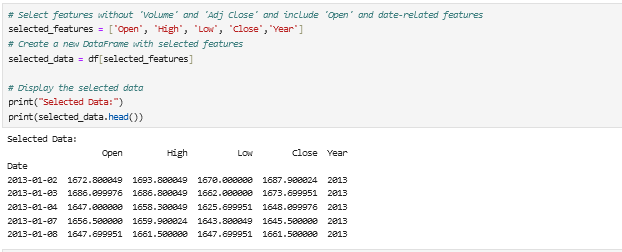 # Select features without 'Volume' and 'Adj Close' and include 'Open' and date-related features
selected_features = ['Open', 'High', 'Low', 'Close','Year']
# Create a new DataFrame with selected features
selected_data = df[selected_features]
# Display the selected data
print("Selected Data:")
print(selected_data.head())
Selected Data:
Open High Low Close Year
Date
2013-01-02 1672.800049 1693.800049 1670.000000 1687.900024 2013
2013-01-03 1686.099976 1686.800049 1662.000000 1673.699951 2013
2013-01-04 1647.000000 1658.300049 1625.699951 1648.099976 2013
2013-01-07 1656.500000 1659.900024 1643.800049 1645.500000 2013
2013-01-08 1647.699951 1661.500000 1647.699951 1661.500000 2013